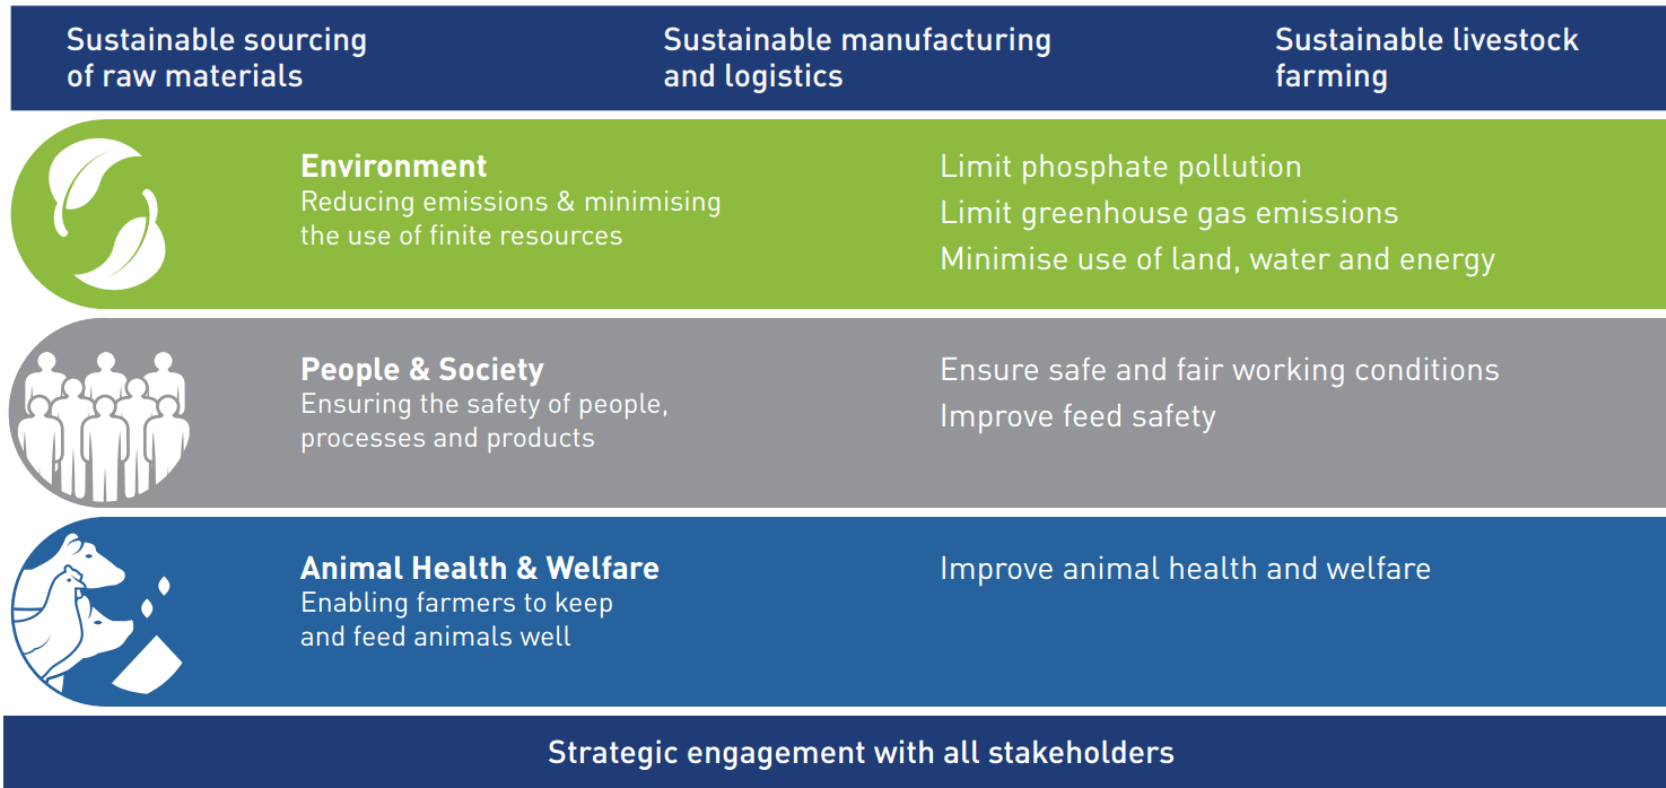 Sustainable sourcing
of raw materials
Sustainable manufacturing
and logistics
Sustainable livestock
farming
Environment
Reducing emissions & minimising
the use of finite resources
Limit phosphate pollution
Limit greenhouse gas emissions
Minimise use of land, water and energy
People & Society
Ensuring the safety of people,
processes and products
Ensure safe and fair working conditions
Improve feed safety
Animal Health & Welfare
Enabling farmers to keep
and feed animals well
Improve animal health and welfare
Strategic engagement with all stakeholders